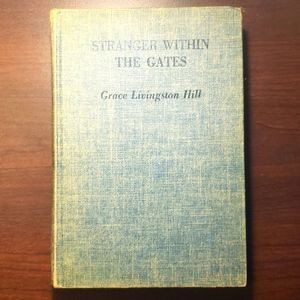 STRANGER WITHIN
THE GATES
Grace Livingston Hill